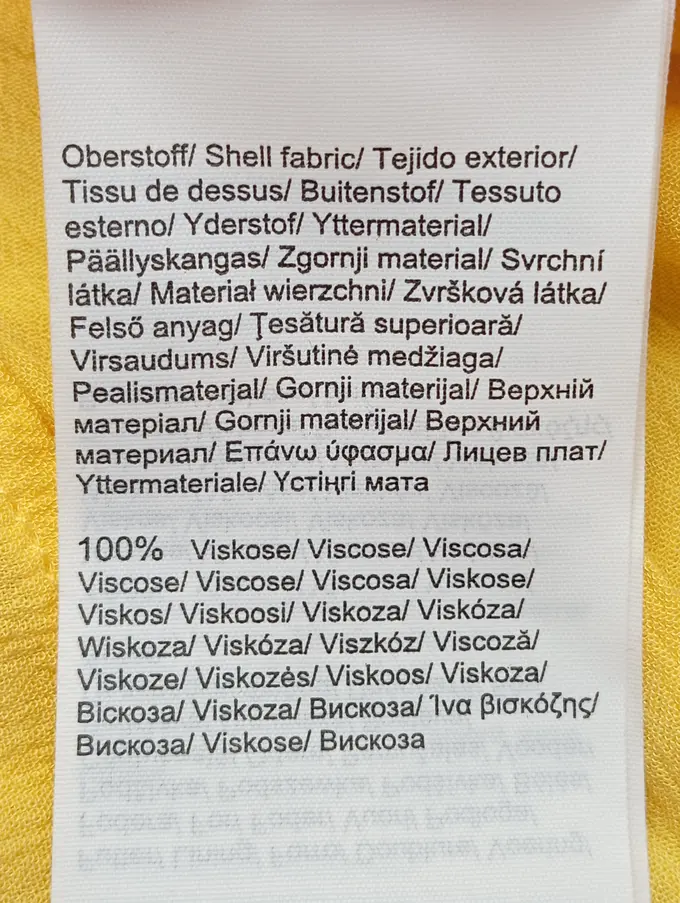 Oberstoff/ Shell fabric/ Tejido exterior/
Tissu de dessus/ Buitenstof/ Tessuto
esterno/ Yderstof/ Yttermaterial/
Päällyskangas/ Zgornji material/ Svrchní
látka/ Materiał wierzchni/ Zvršková látka/
Felső anyag/ Ţesătură superioară/
Virsaudums/ Viršutinė medžiaga/
Pealismaterjal/ Gornji materijal/ Верхній
матеріал/ Gornji materijal/ Верхний
материал/ Επάνω ύφασμα/ Лицев плат/
Yttermateriale/ Үстіңгі мата
100% Viskose/ Viscose/ Viscosa/
Viscose/ Viscose/ Viscosa/ Viskose/
Viskos/ Viskoosi/ Viskoza/ Viskóza/
Wiskoza/ Viskóza/ Viszkóz/ Viscoză/
Viskoze/ Viskozės/ Viskoos/ Viskoza/
Віскоза/ Viskoza/ Вискоза/ Ίνα βισκόζης/
Вискоза/ Viskose/ Вискоза